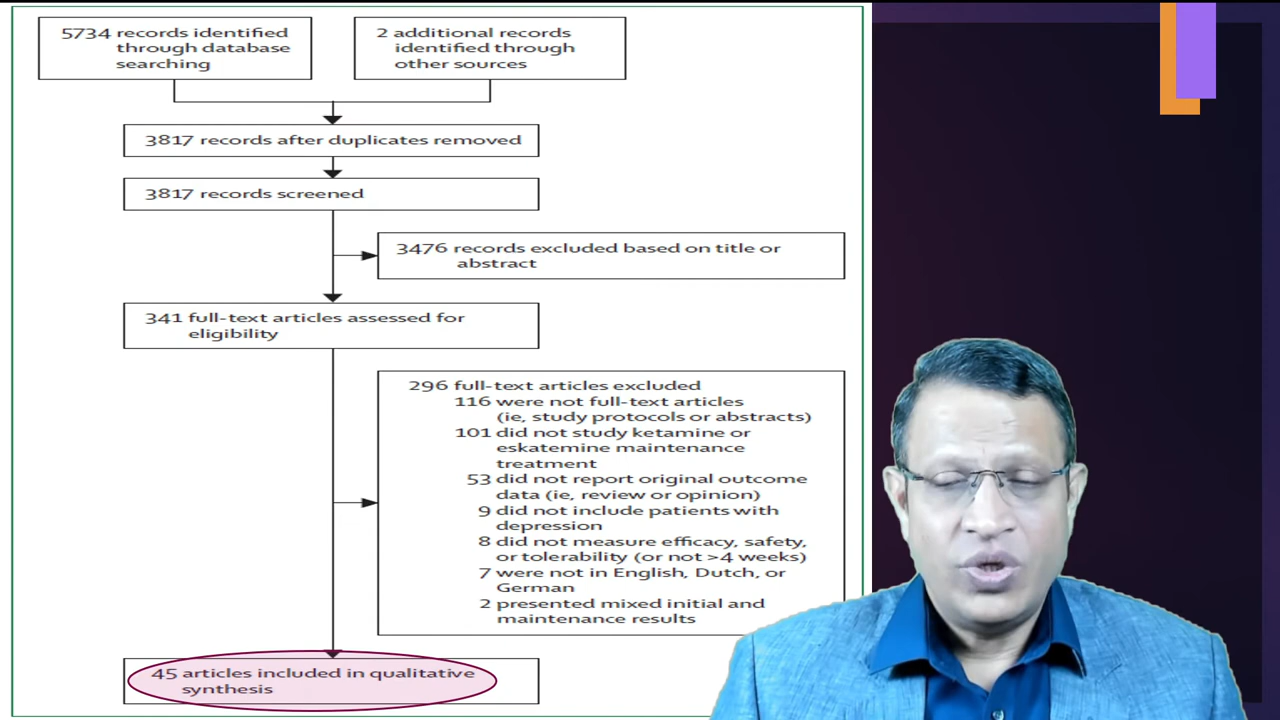 5734 records identified
through database
searching
2 additional records
identified through
other sources
3817 records after duplicates removed
3817 records screened
3476 records excluded based on title or
abstract
341 full-text articles assessed for
eligibility
296 full-text articles excluded
116 were not full-text articles
(ie, study protocols or abstracts)
101 did not study ketamine or
eskatemine maintenance
treatment
53 did not report original outcome
data (ie, review or opinion)
9 did not include patients with
depression
8 did not measure efficacy, safety,
or tolerability (or not >4 weeks)
7 were not in English, Dutch, or
German
2 presented mixed initial and
maintenance results
45 articles included in qualitative
synthesis